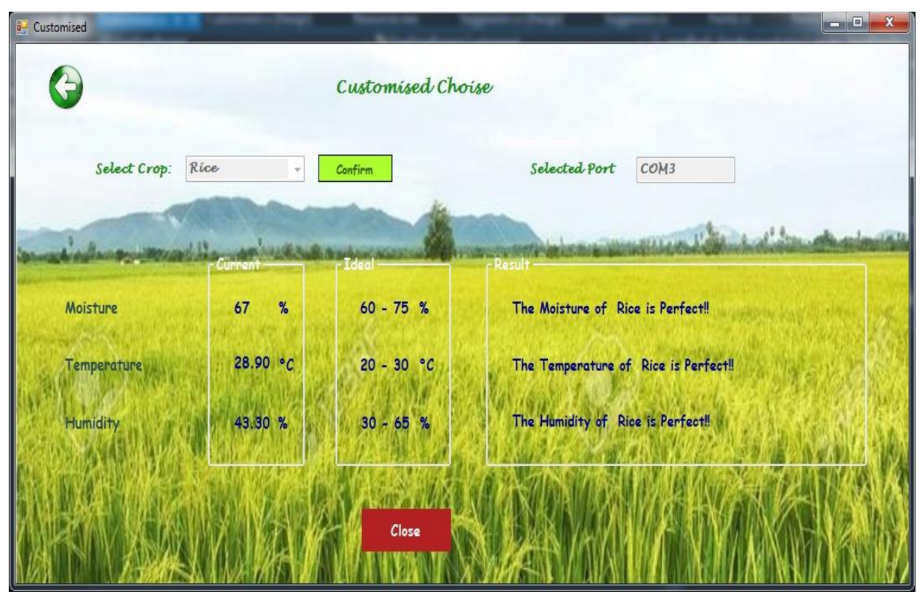 Customised
X
Customised Choise
Select Crop: Rice Confirm Selected Port COM3
Current Ideal Result
Moisture 67 % 60 - 75 % The Moisture of Rice is Perfect!!
Temperature 28.90 °C 20 - 30 °C The Temperature of Rice is Perfect!!
Humidity 43.30 % 30 - 65 % The Humidity of Rice is Perfect!!
Close